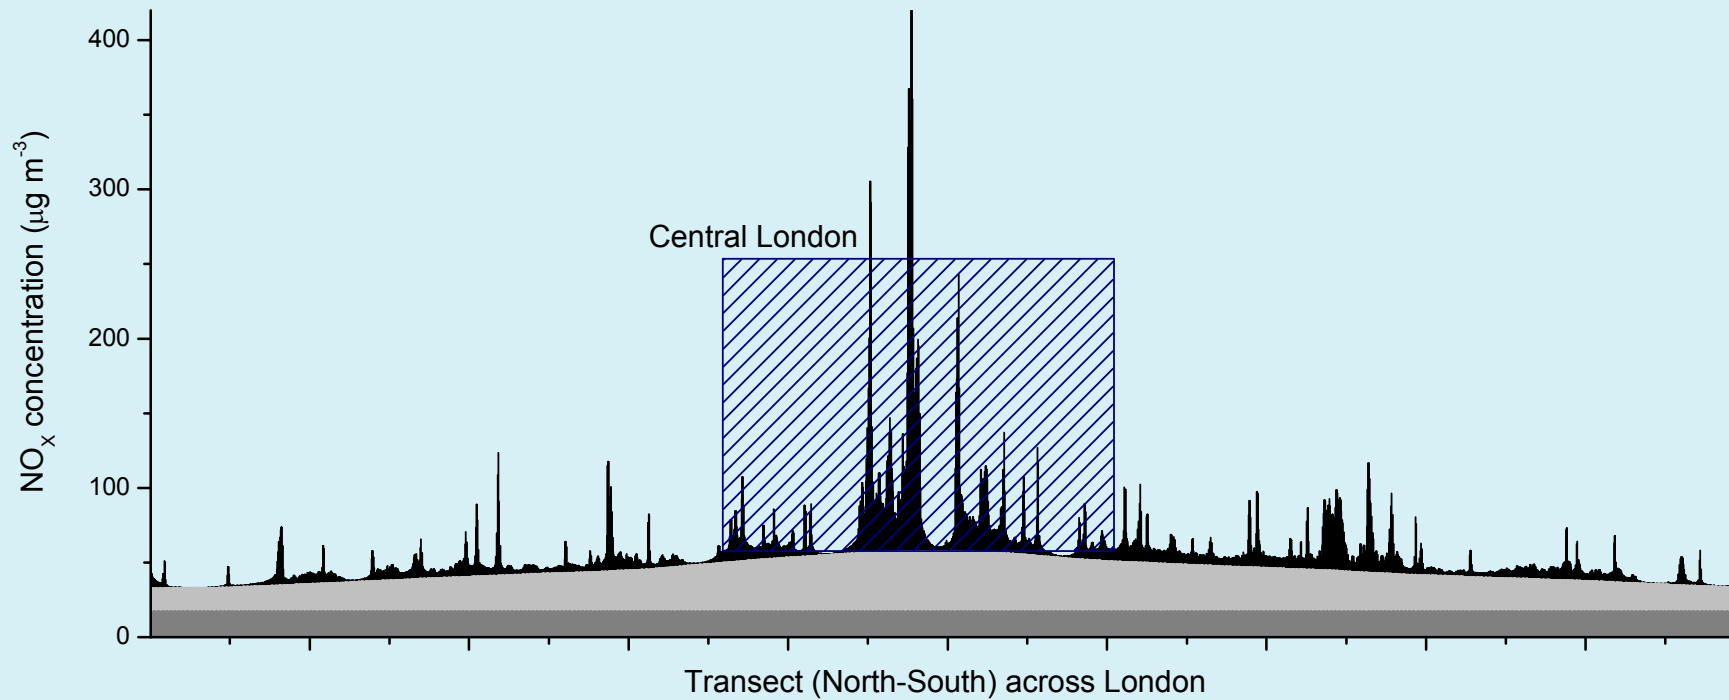 400
300
200
100
0
NOX concentration (μg m-3)
Central London
Transect (North-South) across London